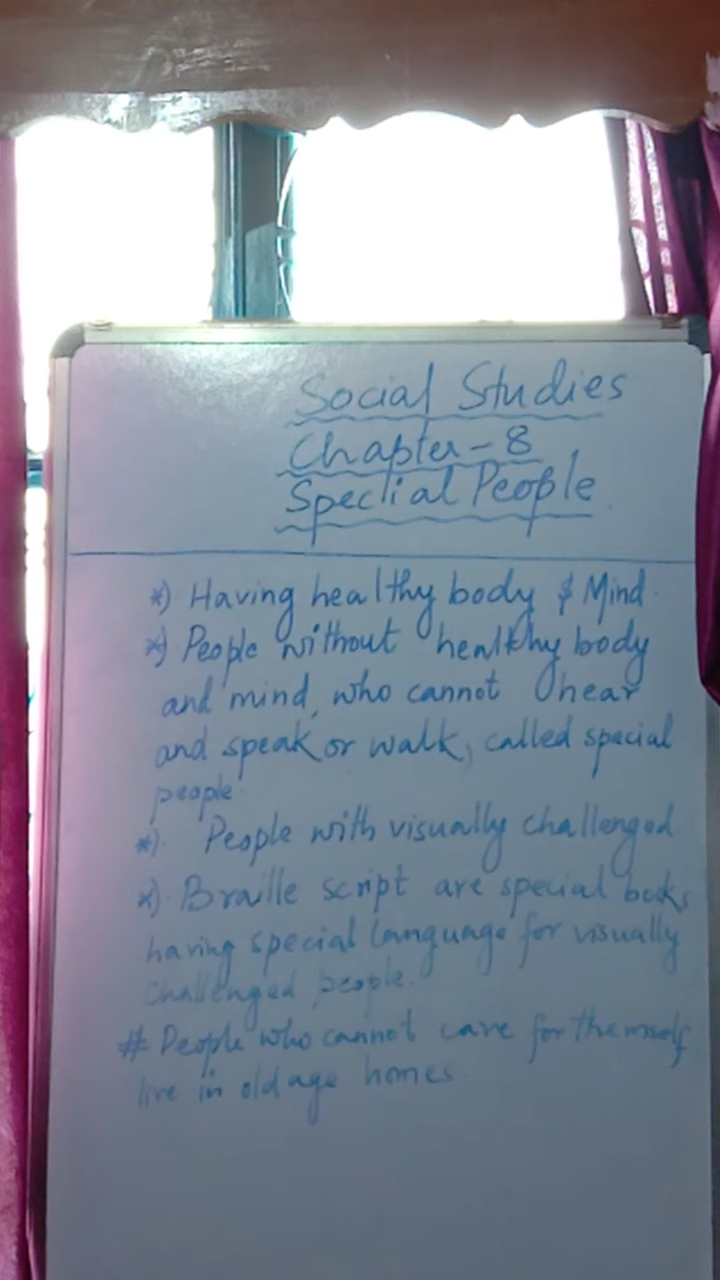 Social Studies
Chapter-8
Special People
*) Having healthy body & Mind
*) People without healthy body
and mind, who cannot hear
and speak or walk, called special
people
*). People with visually challenged
*). Braille script are special books
having special language for visually
challenged people.
# People who cannot care for themself
live in old age homes